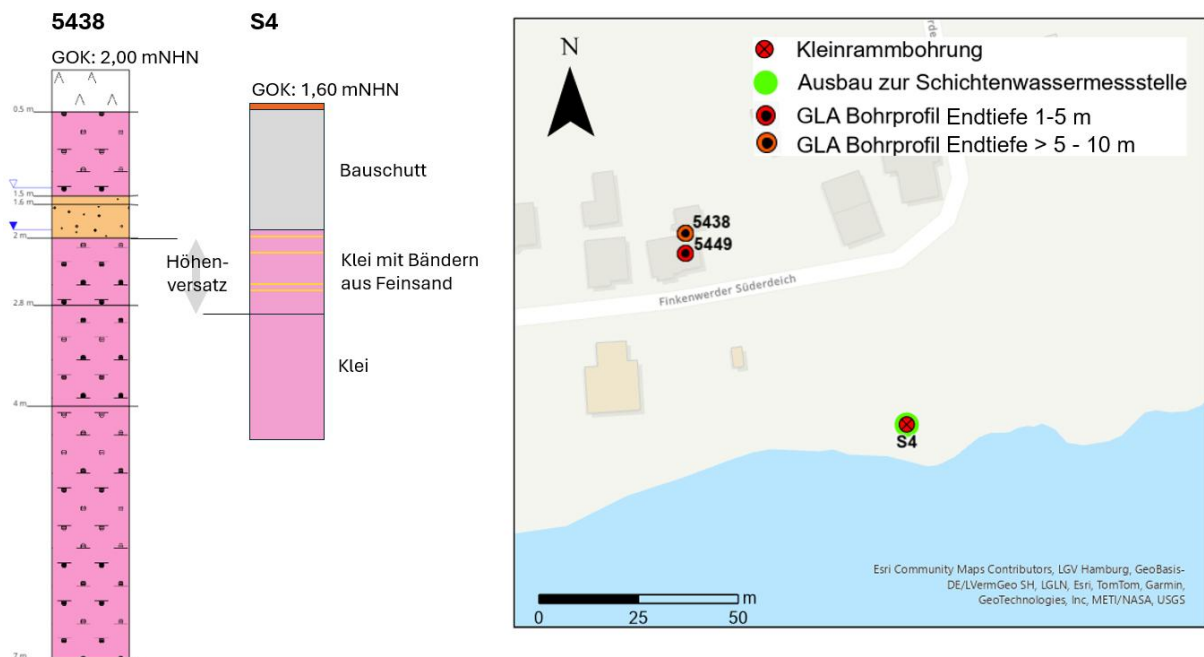 5438
GOK: 2,00 mNHN
0.5 m
1.5 m
1.6 m
2 m
2.8 m
4 m
7 m
S4
GOK: 1,60 mNHN
Bauschutt
Höhen-
versatz
Klei mit Bändern
aus Feinsand
Klei
N
Kleinrammbohrung
Ausbau zur Schichtenwassermessstelle
GLA Bohrprofil Endtiefe 1-5 m
GLA Bohrprofil Endtiefe > 5 - 10 m
5438
5449
Finkenwerder Süderdeich
S4
Esri Community Maps Contributors, LGV Hamburg, GeoBasis-
DE/LVermGeo SH, LGLN, Esri, TomTom, Garmin,
GeoTechnologies, Inc, METI/NASA, USGS
m
0 25 50